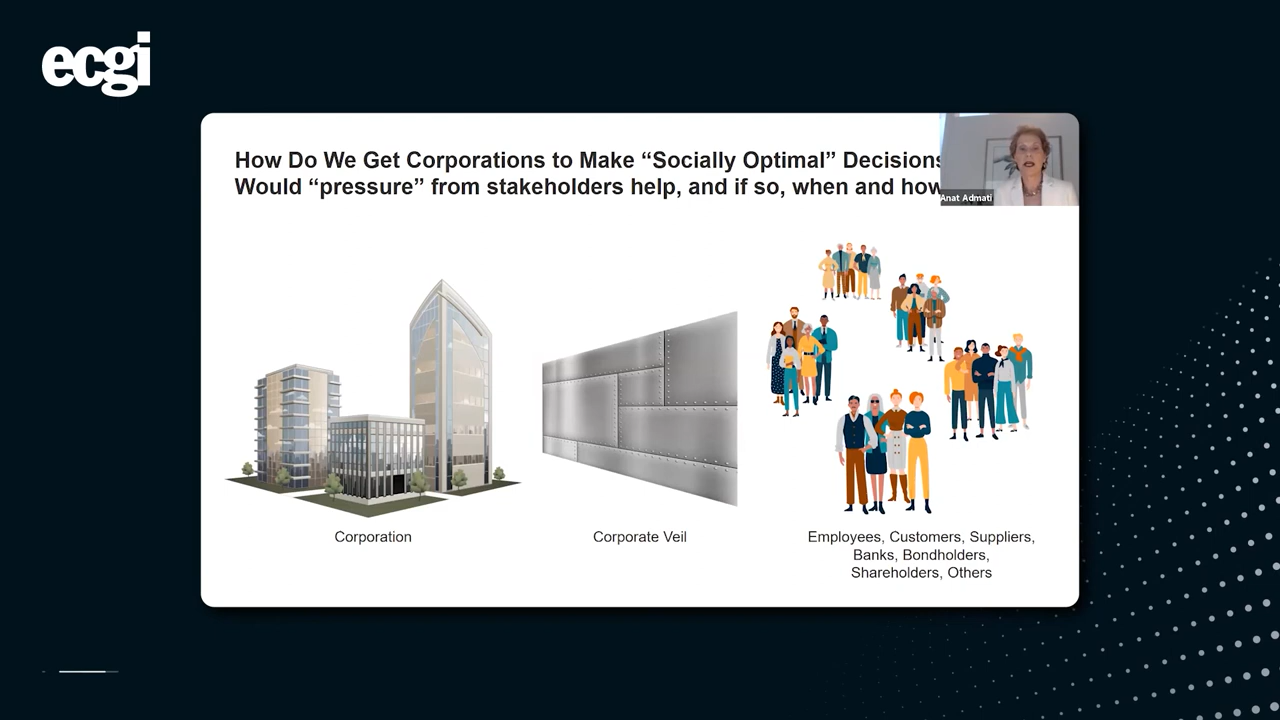 ecgi
How Do We Get Corporations to Make “Socially Optimal” Decisions
Would “pressure” from stakeholders help, and if so, when and how
Anat Admati
Corporation
Corporate Veil
Employees, Customers, Suppliers,
Banks, Bondholders,
Shareholders, Others